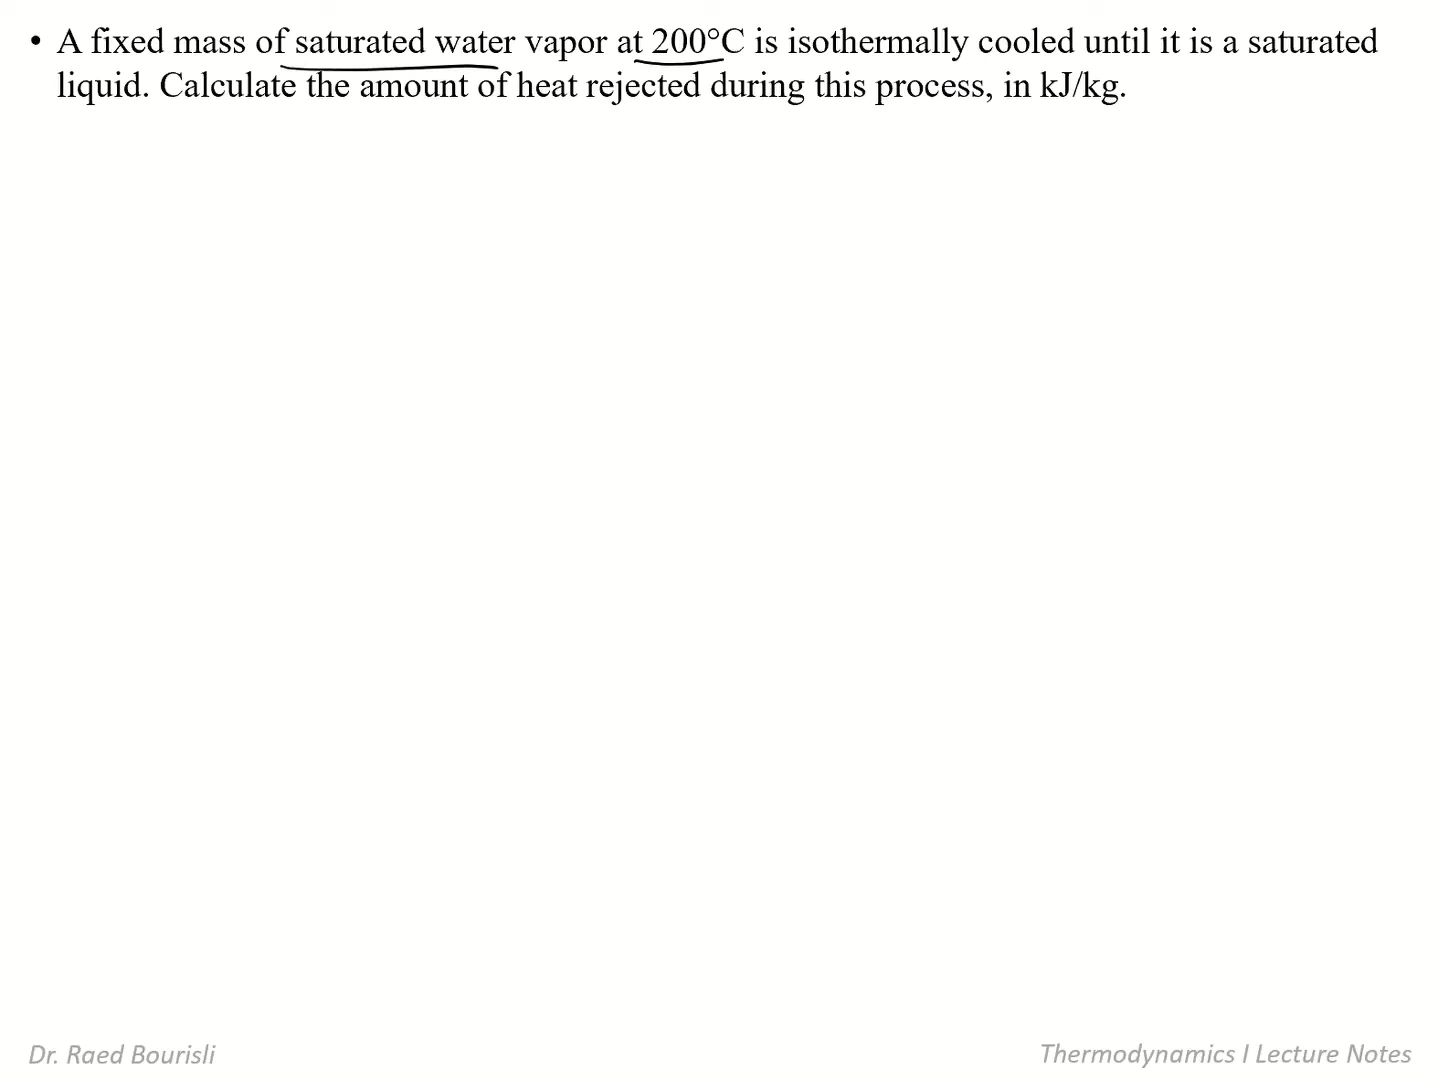 • A fixed mass of saturated water vapor at 200°C is isothermally cooled until it is a saturated
liquid. Calculate the amount of heat rejected during this process, in kJ/kg.
Dr. Raed Bourisli
Thermodynamics I Lecture Notes